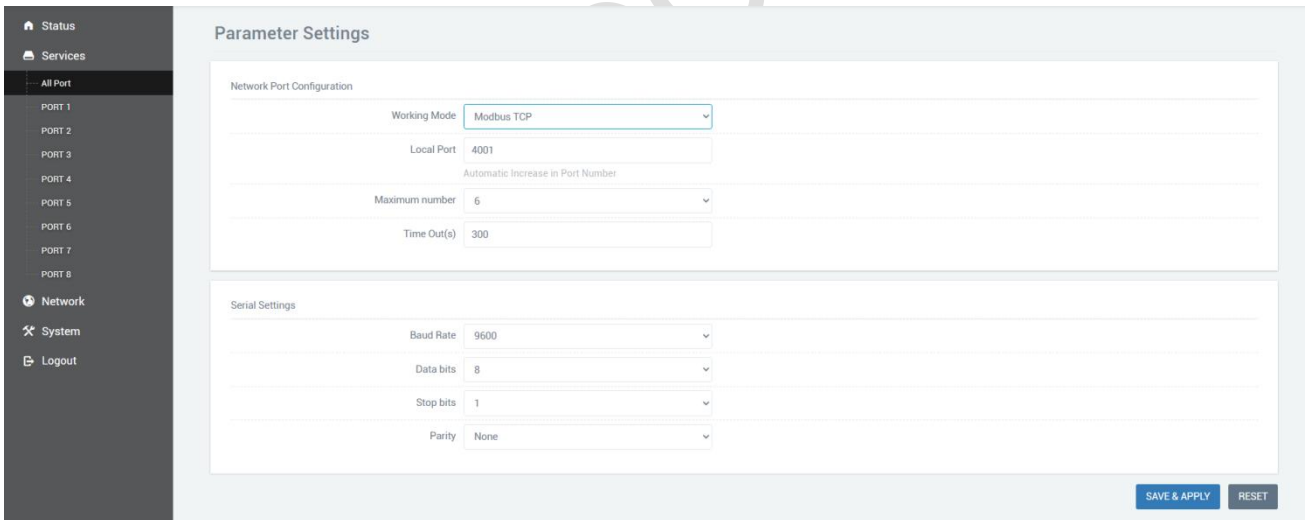 Status
Services
All Port
PORT 1
PORT 2
PORT 3
PORT 4
PORT 5
PORT 6
PORT 7
PORT 8
Network
System
Logout
Parameter Settings
Network Port Configuration
Working Mode Modbus TCP
Local Port 4001
Automatic Increase in Port Number
Maximum number 6
Time Out(s) 300
Serial Settings
Baud Rate 9600
Data bits 8
Stop bits 1
Parity None
SAVE & APPLY RESET